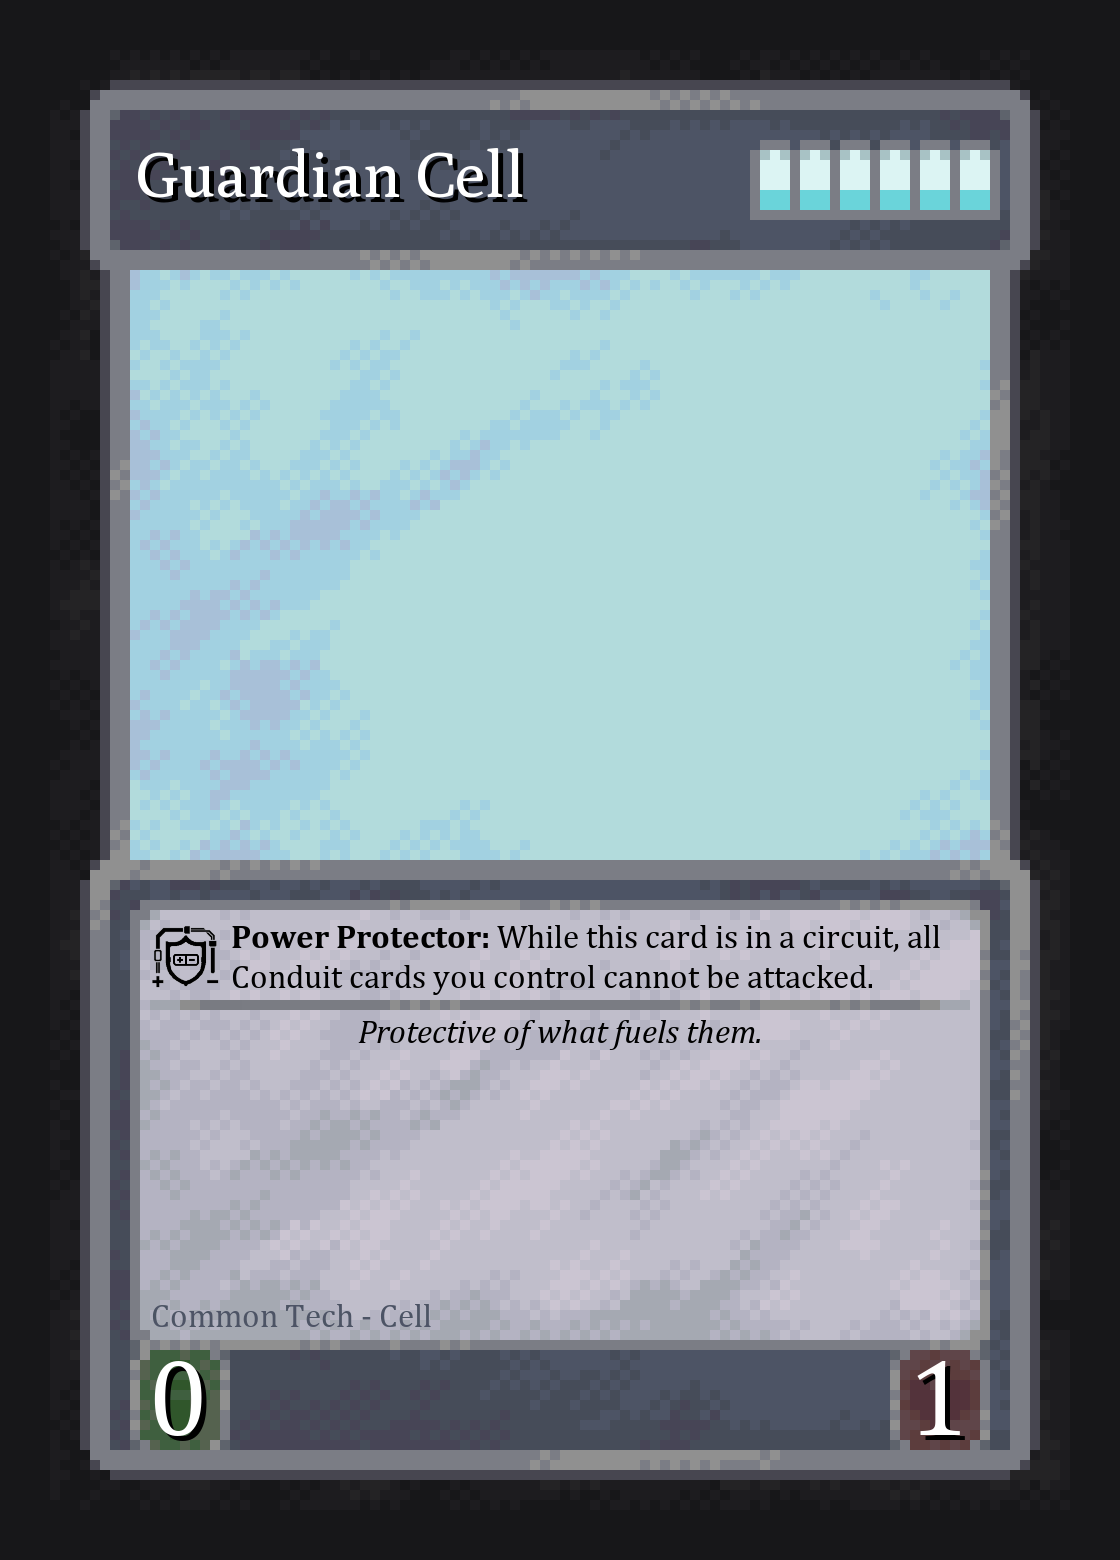 Guardian Cell
Power Protector: While this card is in a circuit, all
Conduit cards you control cannot be attacked.
Protective of what fuels them.
Common Tech - Cell
0
1